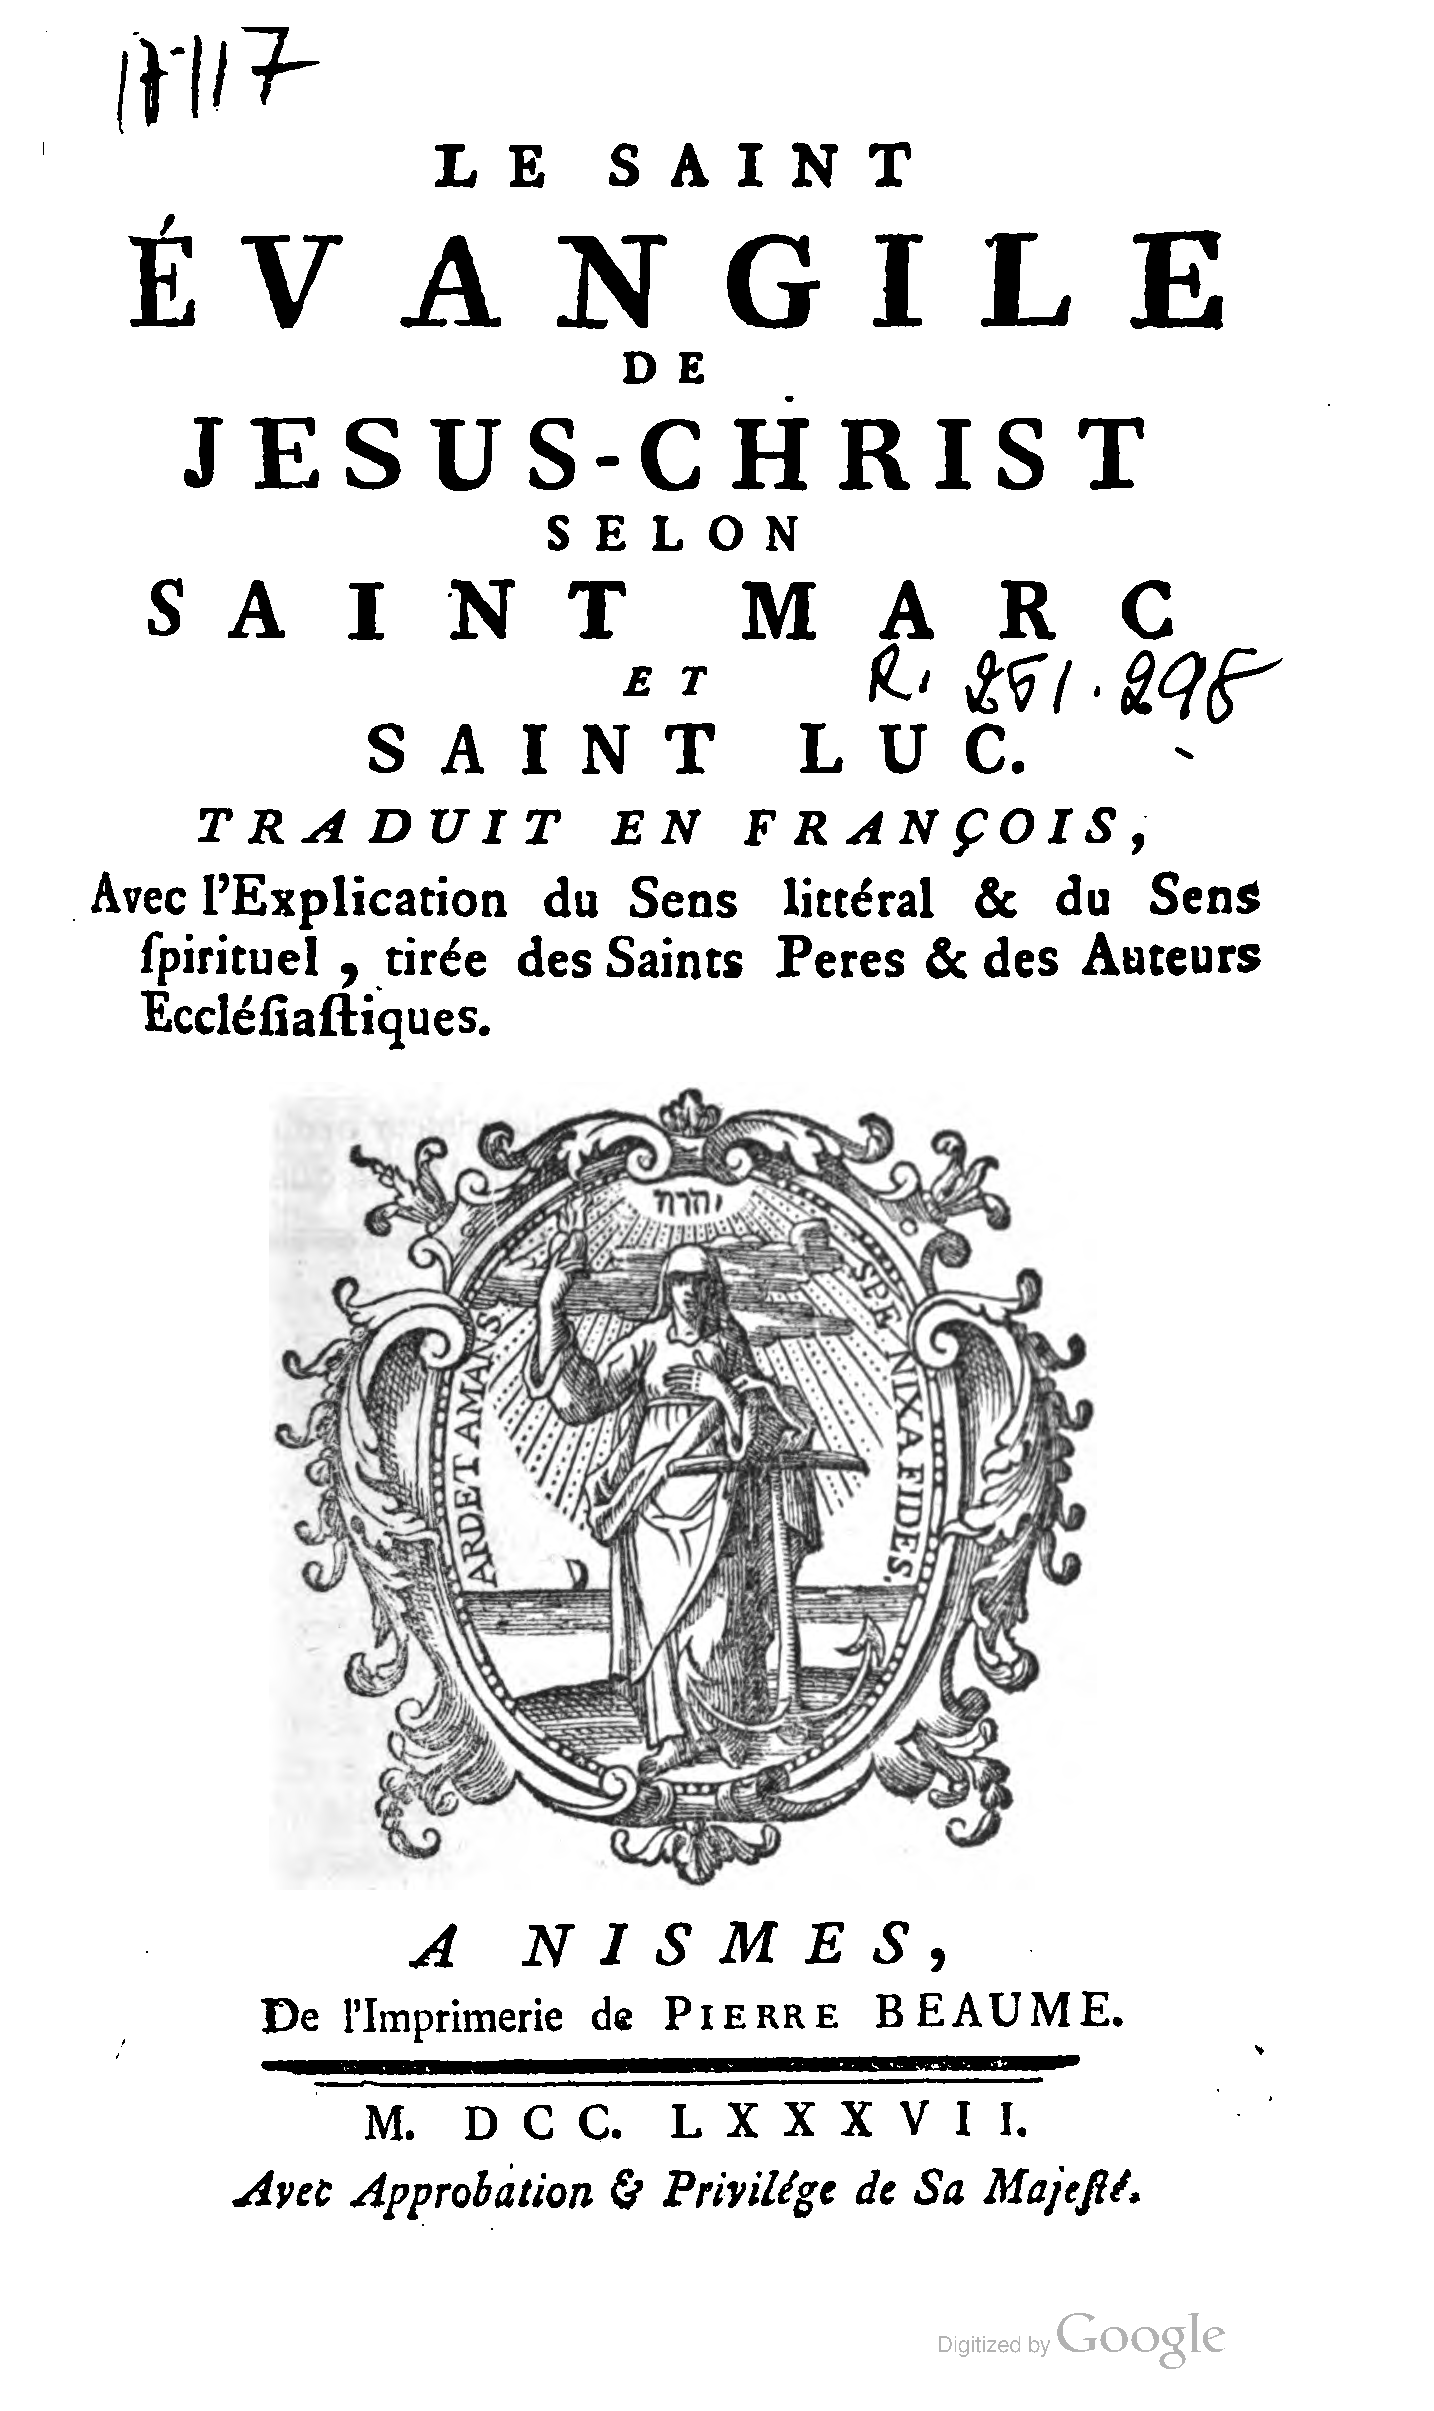 LE SAINT
ÉVANGILE
DE
JESUS-CHRIST
SELON
SAINT MARC
ET
R. 251.298
SAINT LUC.
TRADUIT EN FRANÇOIS,
Avec l'Explication du Sens littéral & du Sens
ſpirituel, tirée des Saints Peres & des Auteurs
Eccléſiaſtiques.
יהוה
ARDET AMANS.
SPE NIXA FIDES.
A NISMES,
De l'Imprimerie de PIERRE BEAUME.
M. DCC. LXXXVII.
Avec Approbation & Privilége de Sa Majeſté.
Digitized by Google